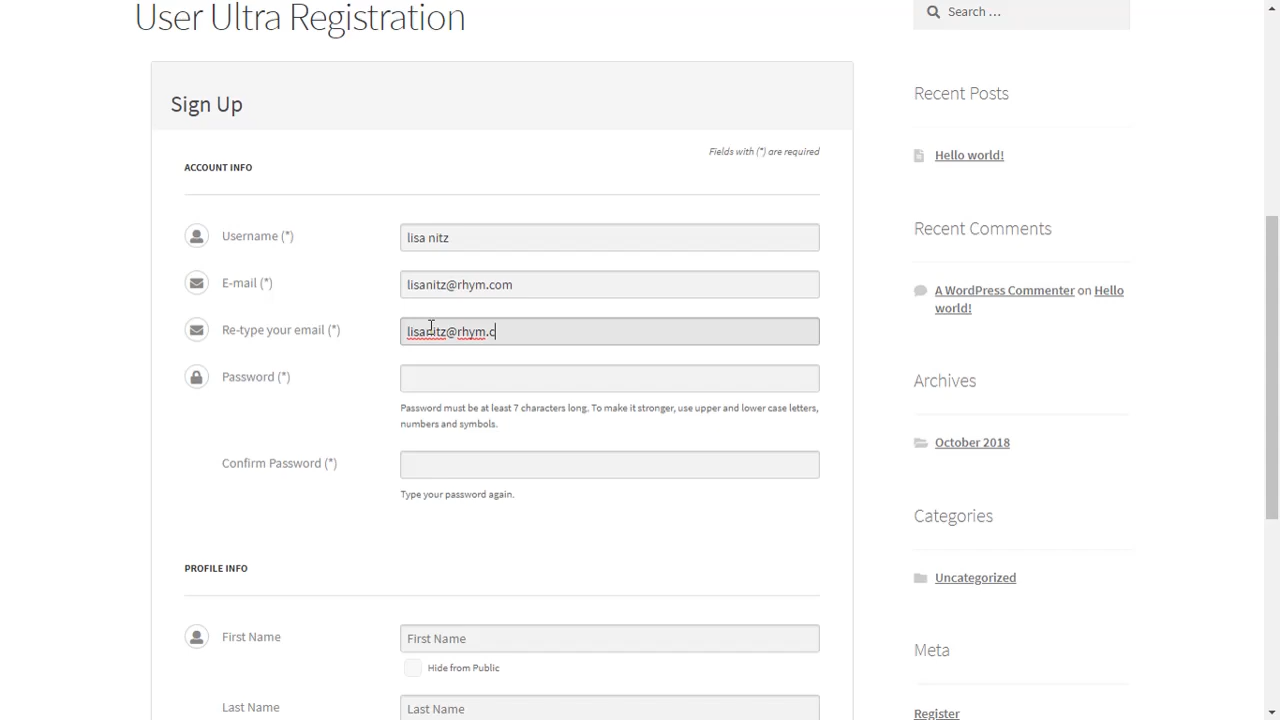 User Ultra Registration
Sign Up
Fields with (*) are required
ACCOUNT INFO
Username (*)
lisa nitz
E-mail (*)
lisanitz@rhym.com
Re-type your email (*)
lisanitz@rhym.c
Password (*)
Password must be at least 7 characters long. To make it stronger, use upper and lower case letters,
numbers and symbols.
Confirm Password (*)
Type your password again.
PROFILE INFO
First Name
First Name
Hide from Public
Last Name
Last Name
Search …
Recent Posts
Hello world!
Recent Comments
A WordPress Commenter on Hello
world!
Archives
October 2018
Categories
Uncategorized
Meta
Register